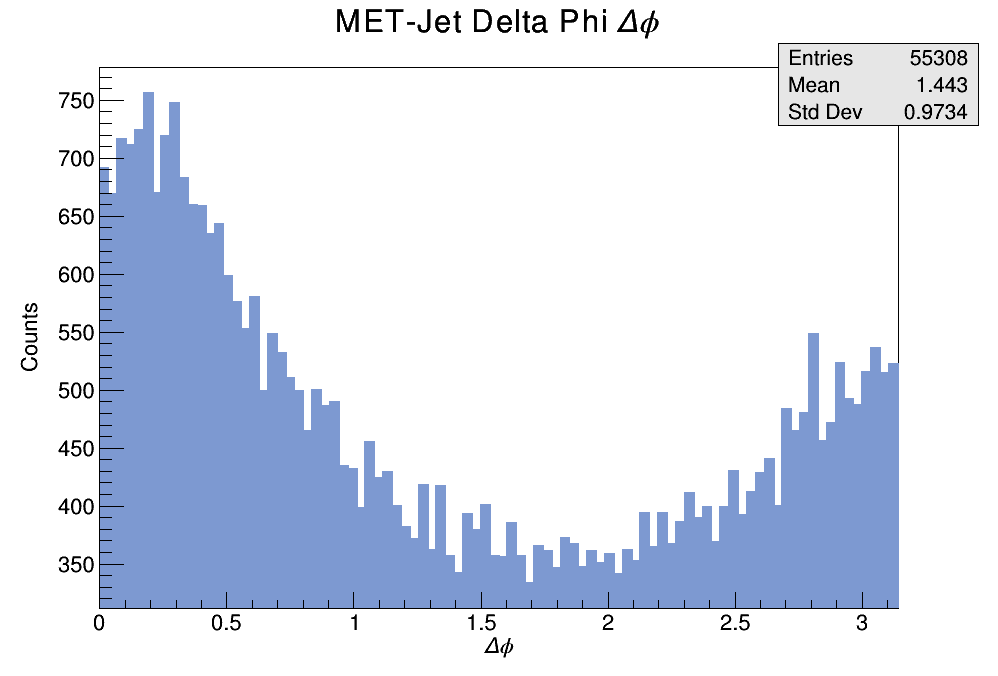 MET-Jet Delta Phi Δϕ
Entries 55308
Mean 1.443
Std Dev 0.9734
750
700
650
600
550
500
450
400
350
Counts
0 0.5 1 1.5 2 2.5 3
Δϕ